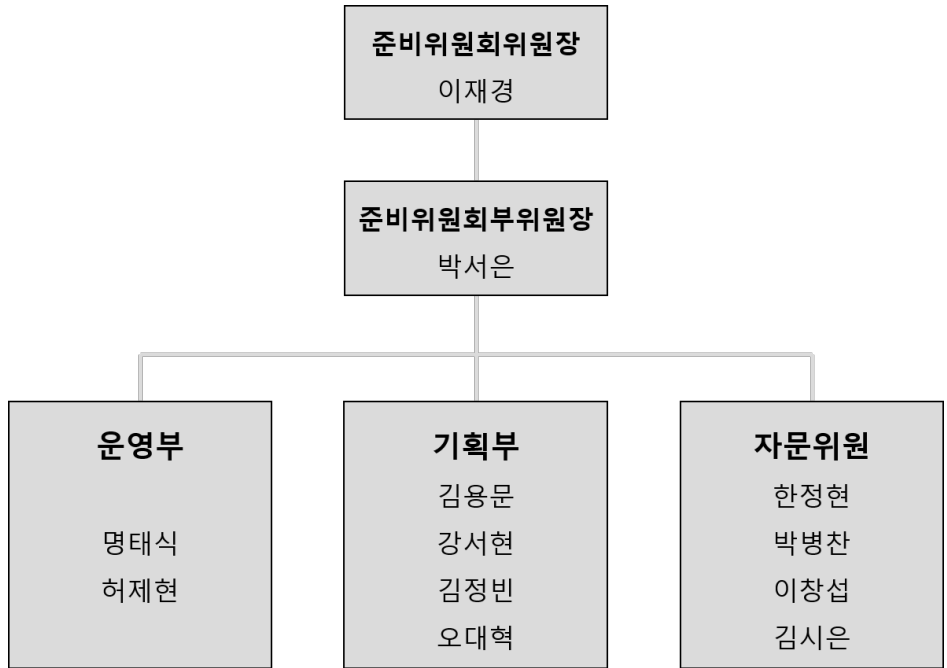 준비위원회위원장
이재경
준비위원회부위원장
박서은
운영부
명태식
허제현
기획부
김용문
강서현
김정빈
오대혁
자문위원
한정현
박병찬
이창섭
김시은